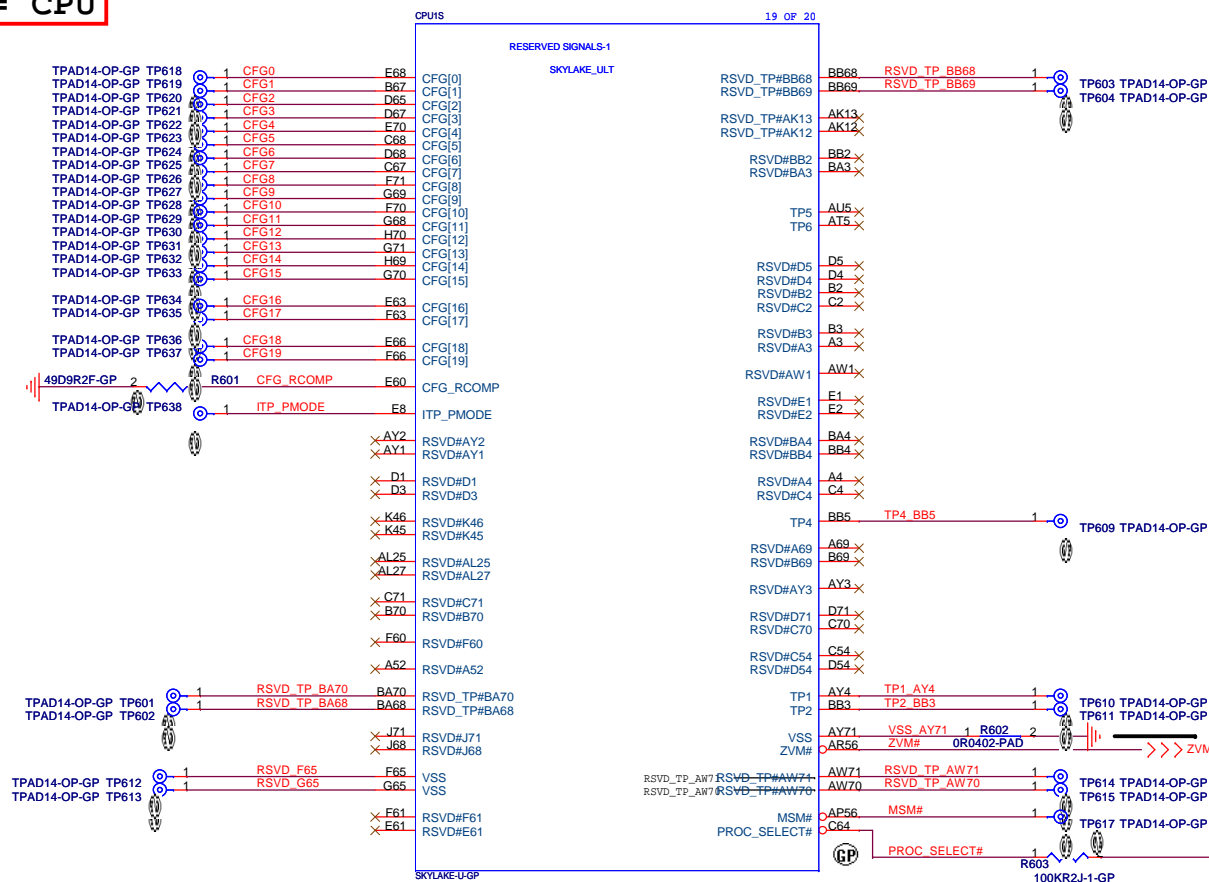 = CPU
CPU1S 19 OF 20
RESERVED SIGNALS-1
SKYLAKE_ULT
TPAD14-OP-GP TP618 1 CFG0 E68 CFG[0]
TPAD14-OP-GP TP619 1 CFG1 B67 CFG[1]
TPAD14-OP-GP TP620 1 CFG2 D65 CFG[2]
TPAD14-OP-GP TP621 1 CFG3 D67 CFG[3]
TPAD14-OP-GP TP622 1 CFG4 E70 CFG[4]
TPAD14-OP-GP TP623 1 CFG5 C68 CFG[5]
TPAD14-OP-GP TP624 1 CFG6 D68 CFG[6]
TPAD14-OP-GP TP625 1 CFG7 C67 CFG[7]
TPAD14-OP-GP TP626 1 CFG8 F71 CFG[8]
TPAD14-OP-GP TP627 1 CFG9 G69 CFG[9]
TPAD14-OP-GP TP628 1 CFG10 F70 CFG[10]
TPAD14-OP-GP TP629 1 CFG11 G68 CFG[11]
TPAD14-OP-GP TP630 1 CFG12 H70 CFG[12]
TPAD14-OP-GP TP631 1 CFG13 G71 CFG[13]
TPAD14-OP-GP TP632 1 CFG14 H69 CFG[14]
TPAD14-OP-GP TP633 1 CFG15 G70 CFG[15]
TPAD14-OP-GP TP634 1 CFG16 E63 CFG[16]
TPAD14-OP-GP TP635 1 CFG17 F63 CFG[17]
TPAD14-OP-GP TP636 1 CFG18 E66 CFG[18]
TPAD14-OP-GP TP637 1 CFG19 F66 CFG[19]
49D9R2F-GP 2 R601 CFG_RCOMP E60 CFG_RCOMP
TPAD14-OP-GP TP638 1 ITP_PMODE E8 ITP_PMODE
AY2 RSVD#AY2
AY1 RSVD#AY1
D1 RSVD#D1
D3 RSVD#D3
K46 RSVD#K46
K45 RSVD#K45
AL25 RSVD#AL25
AL27 RSVD#AL27
C71 RSVD#C71
B70 RSVD#B70
F60 RSVD#F60
A52 RSVD#A52
TPAD14-OP-GP TP601 1 RSVD_TP_BA70 BA70 RSVD_TP#BA70
TPAD14-OP-GP TP602 1 RSVD_TP_BA68 BA68 RSVD_TP#BA68
J71 RSVD#J71
J68 RSVD#J68
TPAD14-OP-GP TP612 1 RSVD_F65 F65 VSS
TPAD14-OP-GP TP613 1 RSVD_G65 G65 VSS
F61 RSVD#F61
E61 RSVD#E61
RSVD_TP#BB68 BB68 RSVD_TP_BB68 1 TP603 TPAD14-OP-GP
RSVD_TP#BB69 BB69 RSVD_TP_BB69 1 TP604 TPAD14-OP-GP
RSVD_TP#AK13 AK13
RSVD_TP#AK12 AK12
RSVD#BB2 BB2
RSVD#BA3 BA3
TP5 AU5
TP6 AT5
RSVD#D5 D5
RSVD#D4 D4
RSVD#B2 B2
RSVD#C2 C2
RSVD#B3 B3
RSVD#A3 A3
RSVD#AW1 AW1
RSVD#E1 E1
RSVD#E2 E2
RSVD#BA4 BA4
RSVD#BB4 BB4
RSVD#A4 A4
RSVD#C4 C4
TP4 BB5 TP4_BB5 1 TP609 TPAD14-OP-GP
RSVD#A69 A69
RSVD#B69 B69
RSVD#AY3 AY3
RSVD#D71 D71
RSVD#C70 C70
RSVD#C54 C54
RSVD#D54 D54
TP1 AY4 TP1_AY4 1 TP610 TPAD14-OP-GP
TP2 BB3 TP2_BB3 1 TP611 TPAD14-OP-GP
VSS AY71 VSS_AY71 1 R602 2
ZVM# AR56 ZVM# 0R0402-PAD ZVM
RSVD_TP_AW71 RSVD_TP#AW71 AW71 RSVD_TP_AW71 1 TP614 TPAD14-OP-GP
RSVD_TP_AW70 RSVD_TP#AW70 AW70 RSVD_TP_AW70 1 TP615 TPAD14-OP-GP
MSM# AP56 MSM# 1 TP617 TPAD14-OP-GP
PROC_SELECT# C64 PROC_SELECT# 1 R603
100KR2J-1-GP
GP
SKYLAKE-U-GP